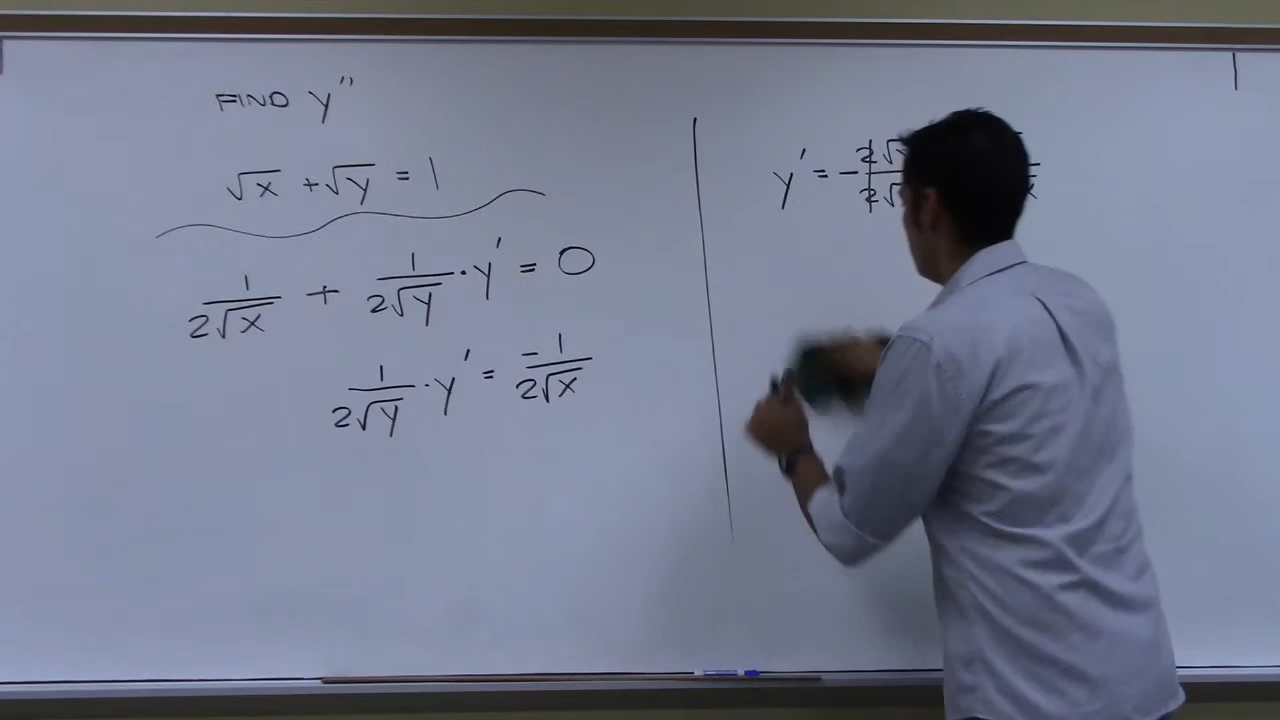 FIND y''
√x + √y = 1
1/(2√x) + 1/(2√y) · y' = 0
1/(2√y) · y' = -1/(2√x)
y' = - 2√ / 2√